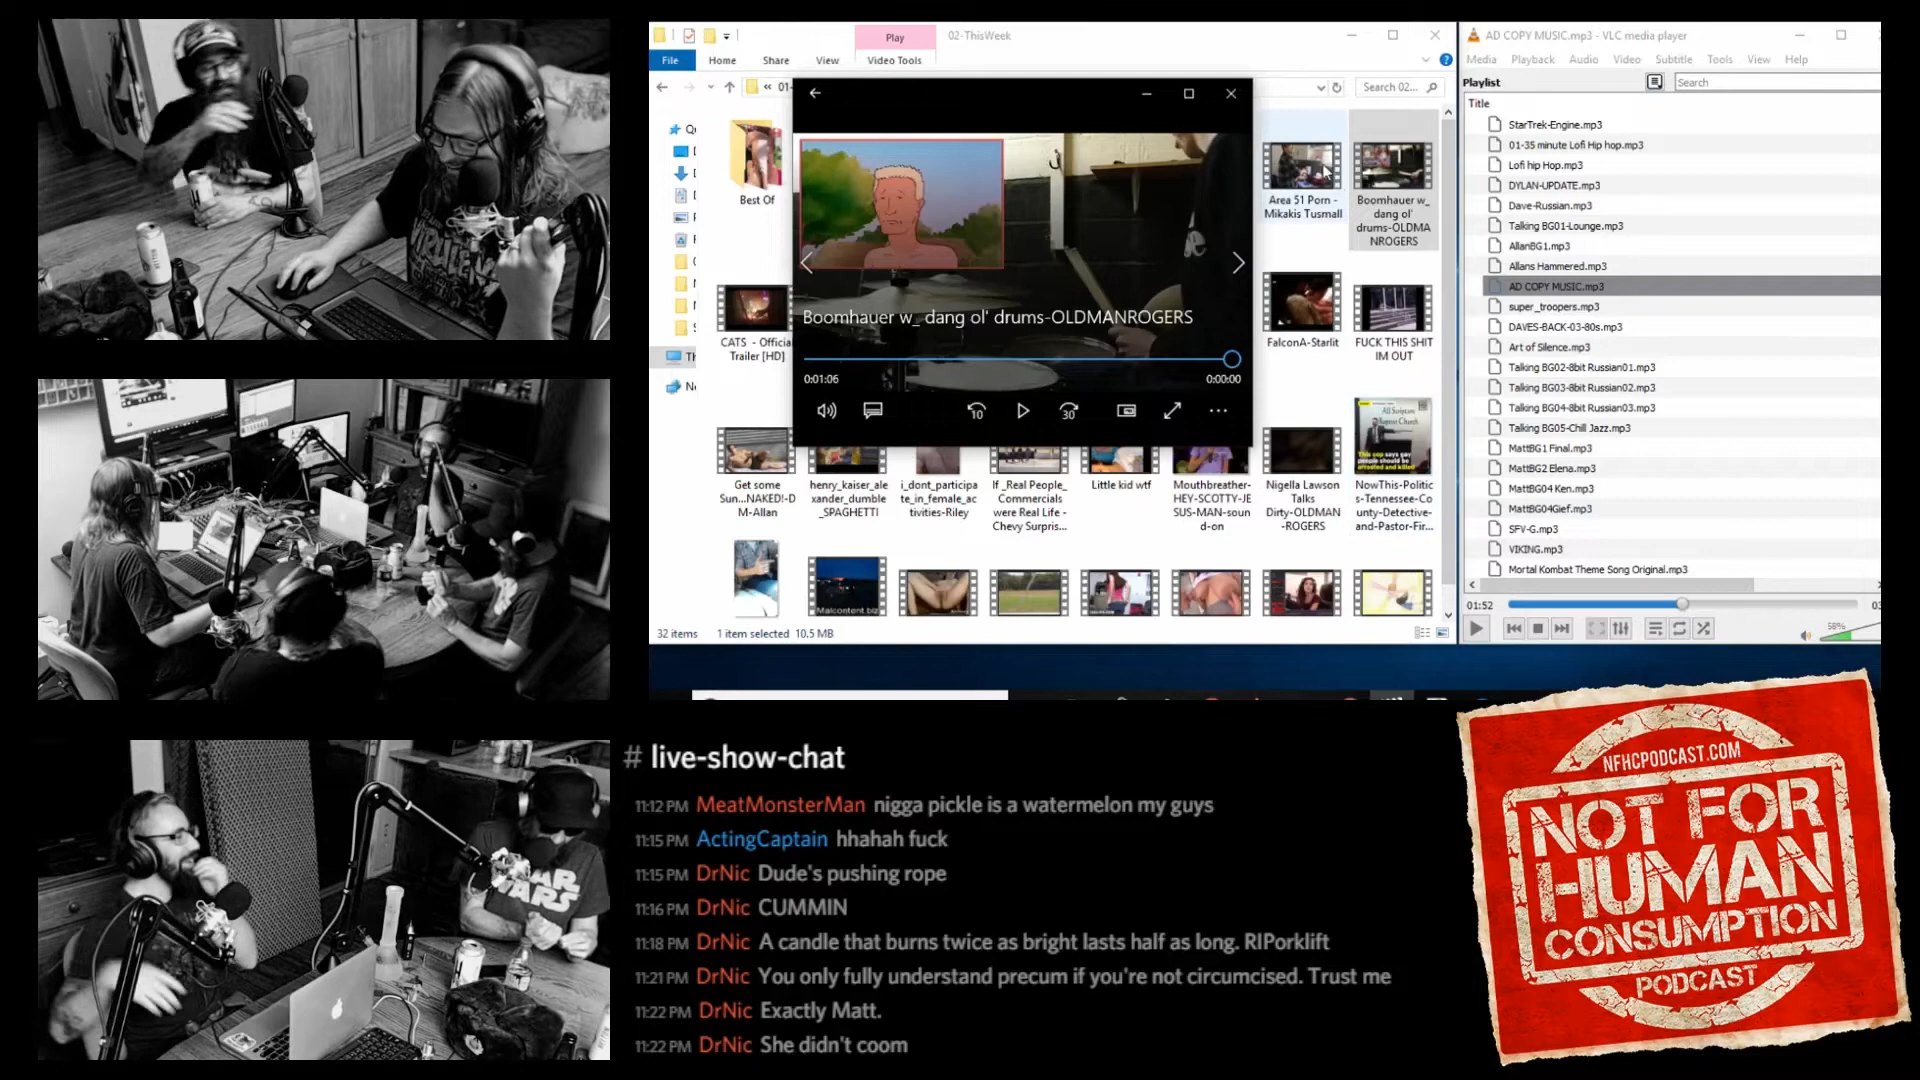 Play
02-ThisWeek
File
Home
Share
View
Video Tools
Search 02...
Best Of
CATS - Official
Trailer [HD]
Area 51 Porn -
Mikakis Tusmall
Boomhauer w_
dang ol'
drums-OLDMA
NROGERS
FalconA-Starlit
FUCK THIS SHIT
IM OUT
Boomhauer w_ dang ol' drums-OLDMANROGERS
0:01:06
0:00:00
10
30
Get some
Sun...NAKED!-D
M-Allan
henry_kaiser_ale
xander_dumble
_SPAGHETTI
i_dont_participa
te_in_female_ac
tivities-Riley
If _Real People_
Commercials
were Real Life -
Chevy Surpris...
Little kid wtf
Mouthbreather-
HEY-SCOTTY-JE
SUS-MAN-soun
d-on
Nigella Lawson
Talks
Dirty-OLDMAN
-ROGERS
NowThis-Politic
s-Tennessee-Co
unty-Detective-
and-Pastor-Fir...
Malcontent.biz
32 items
1 item selected 10.5 MB
AD COPY MUSIC.mp3 - VLC media player
Media Playback Audio Video Subtitle Tools View Help
Playlist
Search
Title
StarTrek-Engine.mp3
01-35 minute Lofi Hip hop.mp3
Lofi hip Hop.mp3
DYLAN-UPDATE.mp3
Dave-Russian.mp3
Talking BG01-Lounge.mp3
AllanBG1.mp3
Allans Hammered.mp3
AD COPY MUSIC.mp3
super_troopers.mp3
DAVES-BACK-03-80s.mp3
Art of Silence.mp3
Talking BG02-8bit Russian01.mp3
Talking BG03-8bit Russian02.mp3
Talking BG04-8bit Russian03.mp3
Talking BG05-Chill Jazz.mp3
MattBG1 Final.mp3
MattBG2 Elena.mp3
MattBG04 Ken.mp3
MattBG04Gief.mp3
SFV-G.mp3
VIKING.mp3
Mortal Kombat Theme Song Original.mp3
01:52
58%
# live-show-chat
11:12 PM MeatMonsterMan nigga pickle is a watermelon my guys
11:15 PM ActingCaptain hhahah fuck
11:15 PM DrNic Dude's pushing rope
11:16 PM DrNic CUMMIN
11:18 PM DrNic A candle that burns twice as bright lasts half as long. RIPorklift
11:21 PM DrNic You only fully understand precum if you're not circumcised. Trust me
11:22 PM DrNic Exactly Matt.
11:22 PM DrNic She didn't coom
NFHCPODCAST.COM
NOT FOR
HUMAN
CONSUMPTION
PODCAST